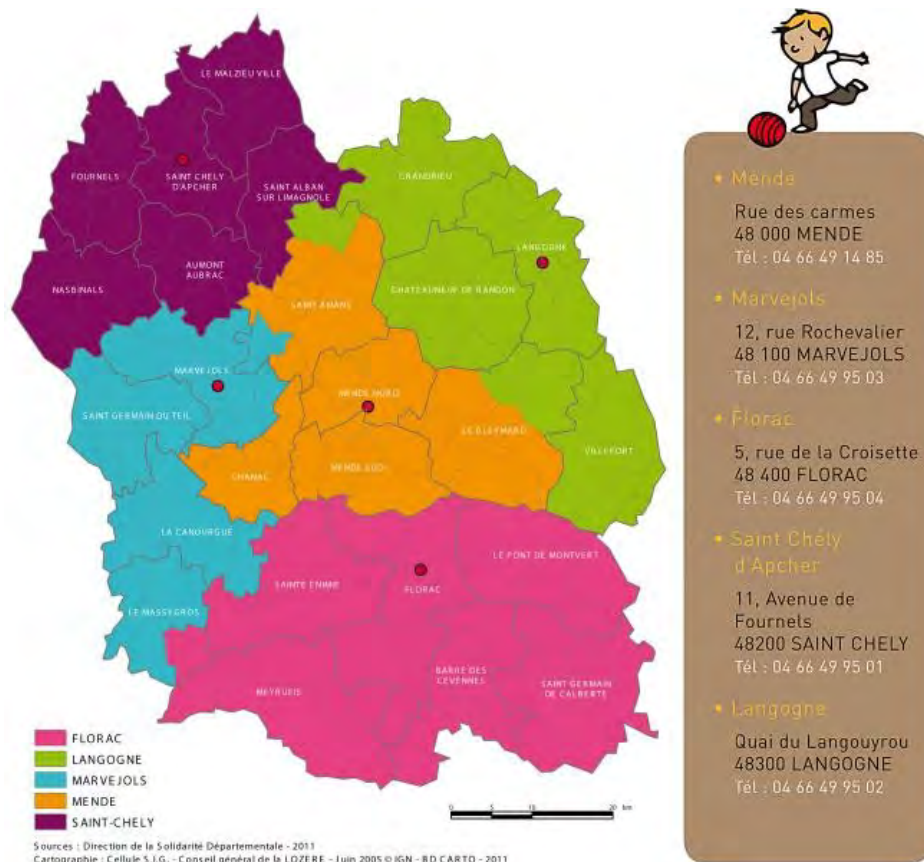 LE MALZIEU VILLE
FOURNELS
SAINT CHELY
D'APCHER
SAINT ALBAN
SUR LIMAGNOLE
GRANDRIEU
LANGOGNE
NASBINALS
AUMONT
AUBRAC
SAINT AMANS
CHATEAUNEUF DE RANDON
MARVEJOLS
SAINT GERMAIN DU TEIL
MENDE NORD
LE BLEYMARD
VILLEFORT
CHANAC
MENDE SUD
LA CANOURGUE
LE PONT DE MONTVERT
SAINTE ENIMIE
FLORAC
LE MASSEGROS
BARRE DES
CEVENNES
SAINT GERMAIN
DE CALBERTE
MEYRUEIS
FLORAC
LANGOGNE
MARVEJOLS
MENDE
SAINT-CHELY
0 5 10 20 km
Sources : Direction de la Solidarité Départementale - 2011
Cartographie : Cellule S.I.G. - Conseil général de la LOZERE - Juin 2005 © IGN - BD CARTO - 2011
• Mende
Rue des carmes
48 000 MENDE
Tél : 04 66 49 14 85
• Marvejols
12, rue Rochevalier
48 100 MARVEJOLS
Tél : 04 66 49 95 03
• Florac
5, rue de la Croisette
48 400 FLORAC
Tél : 04 66 49 95 04
• Saint Chély
d'Apcher
11, Avenue de
Fournels
48200 SAINT CHELY
Tél : 04 66 49 95 01
• Langogne
Quai du Langouyrou
48300 LANGOGNE
Tél : 04 66 49 95 02